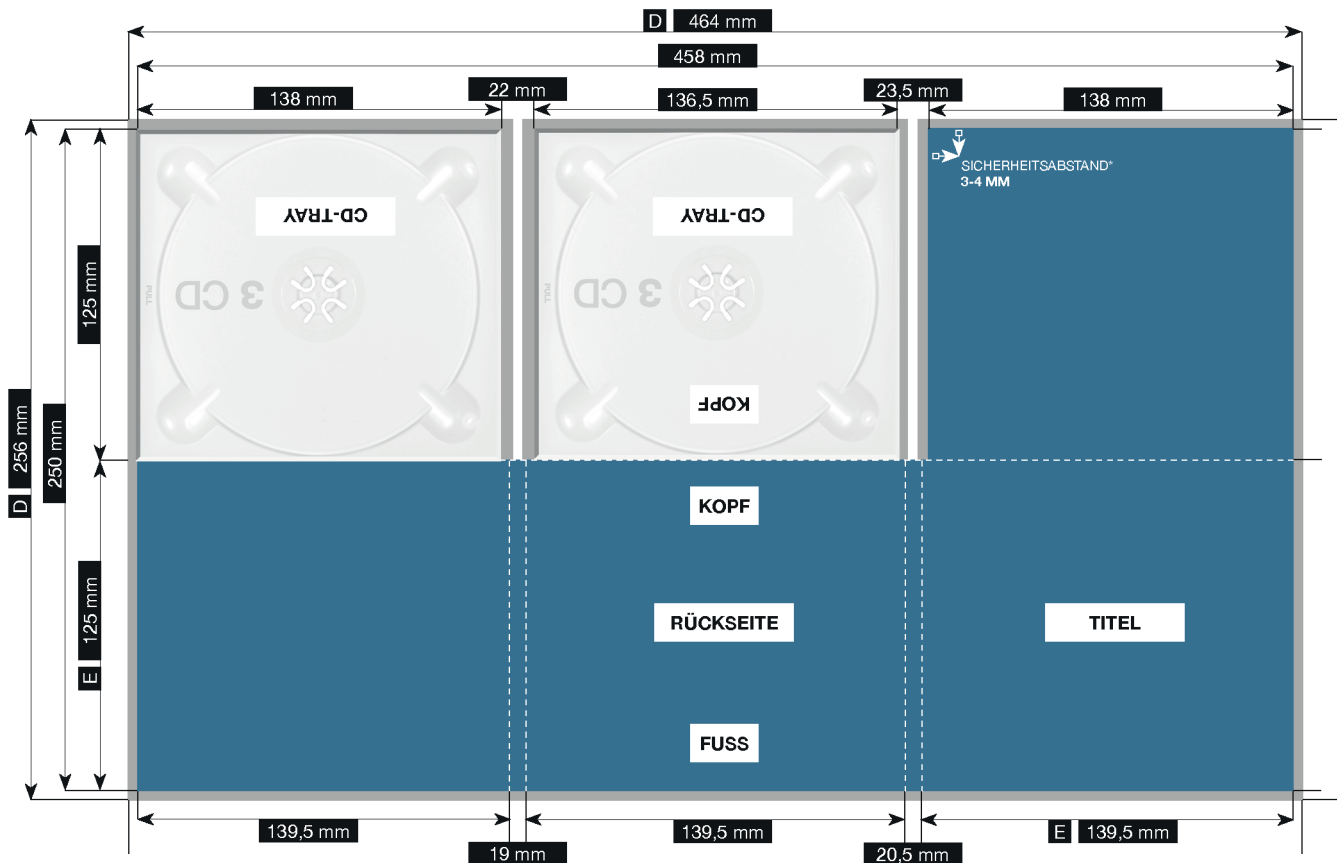 D 464 mm
458 mm
138 mm
22 mm
136,5 mm
23,5 mm
138 mm
SICHERHEITSABSTAND*
3-4 MM
CD-TRAY
CD-TRAY
3 CD
PULL
3 CD
PULL
KOPF
125 mm
D 256 mm
250 mm
E 125 mm
KOPF
RÜCKSEITE
TITEL
FUSS
139,5 mm
19 mm
139,5 mm
20,5 mm
E 139,5 mm